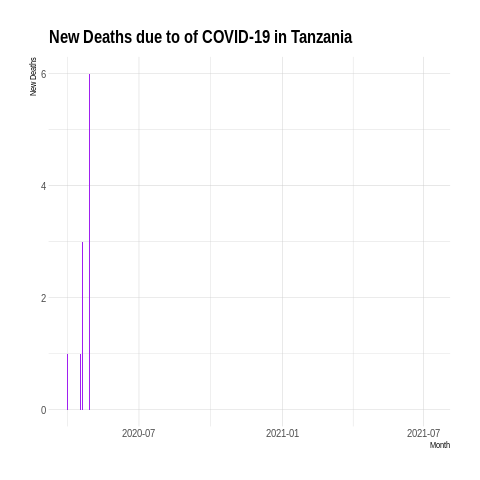 New Deaths due to of COVID-19 in Tanzania
New Deaths
6
4
2
0
2020-07
2021-01
2021-07
Month